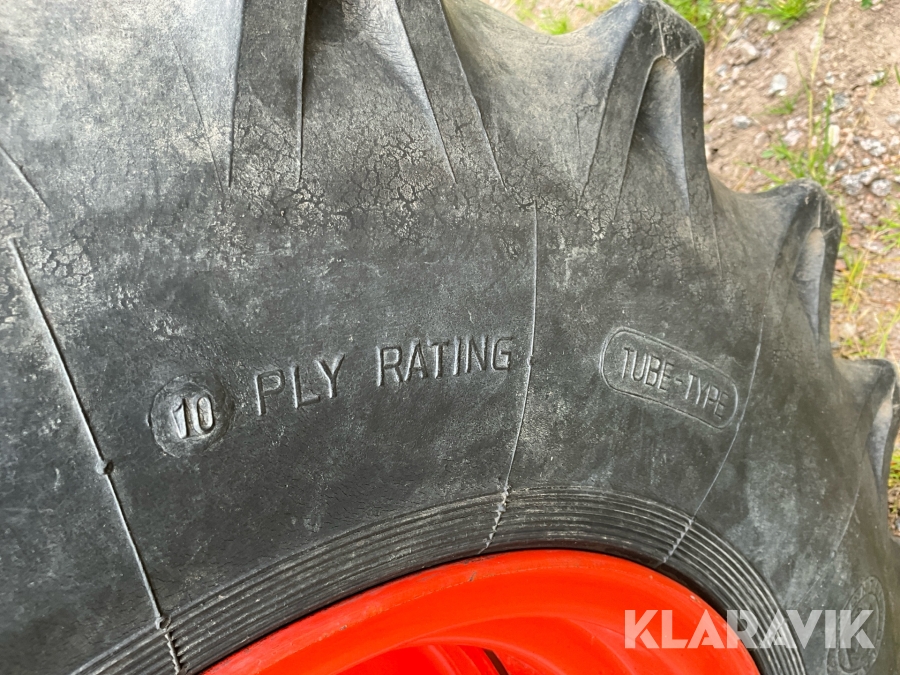 10 PLY RATING
TUBE-TYPE
KLARAVIK